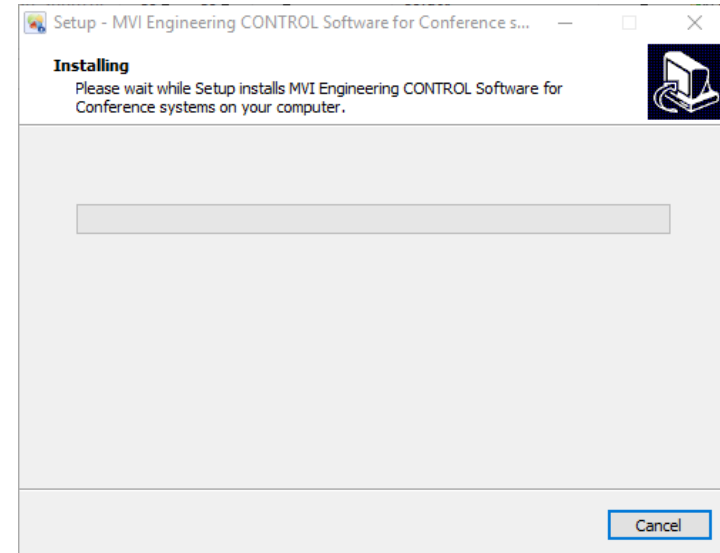 Setup - MVI Engineering CONTROL Software for Conference s...
Installing
Please wait while Setup installs MVI Engineering CONTROL Software for
Conference systems on your computer.
Cancel